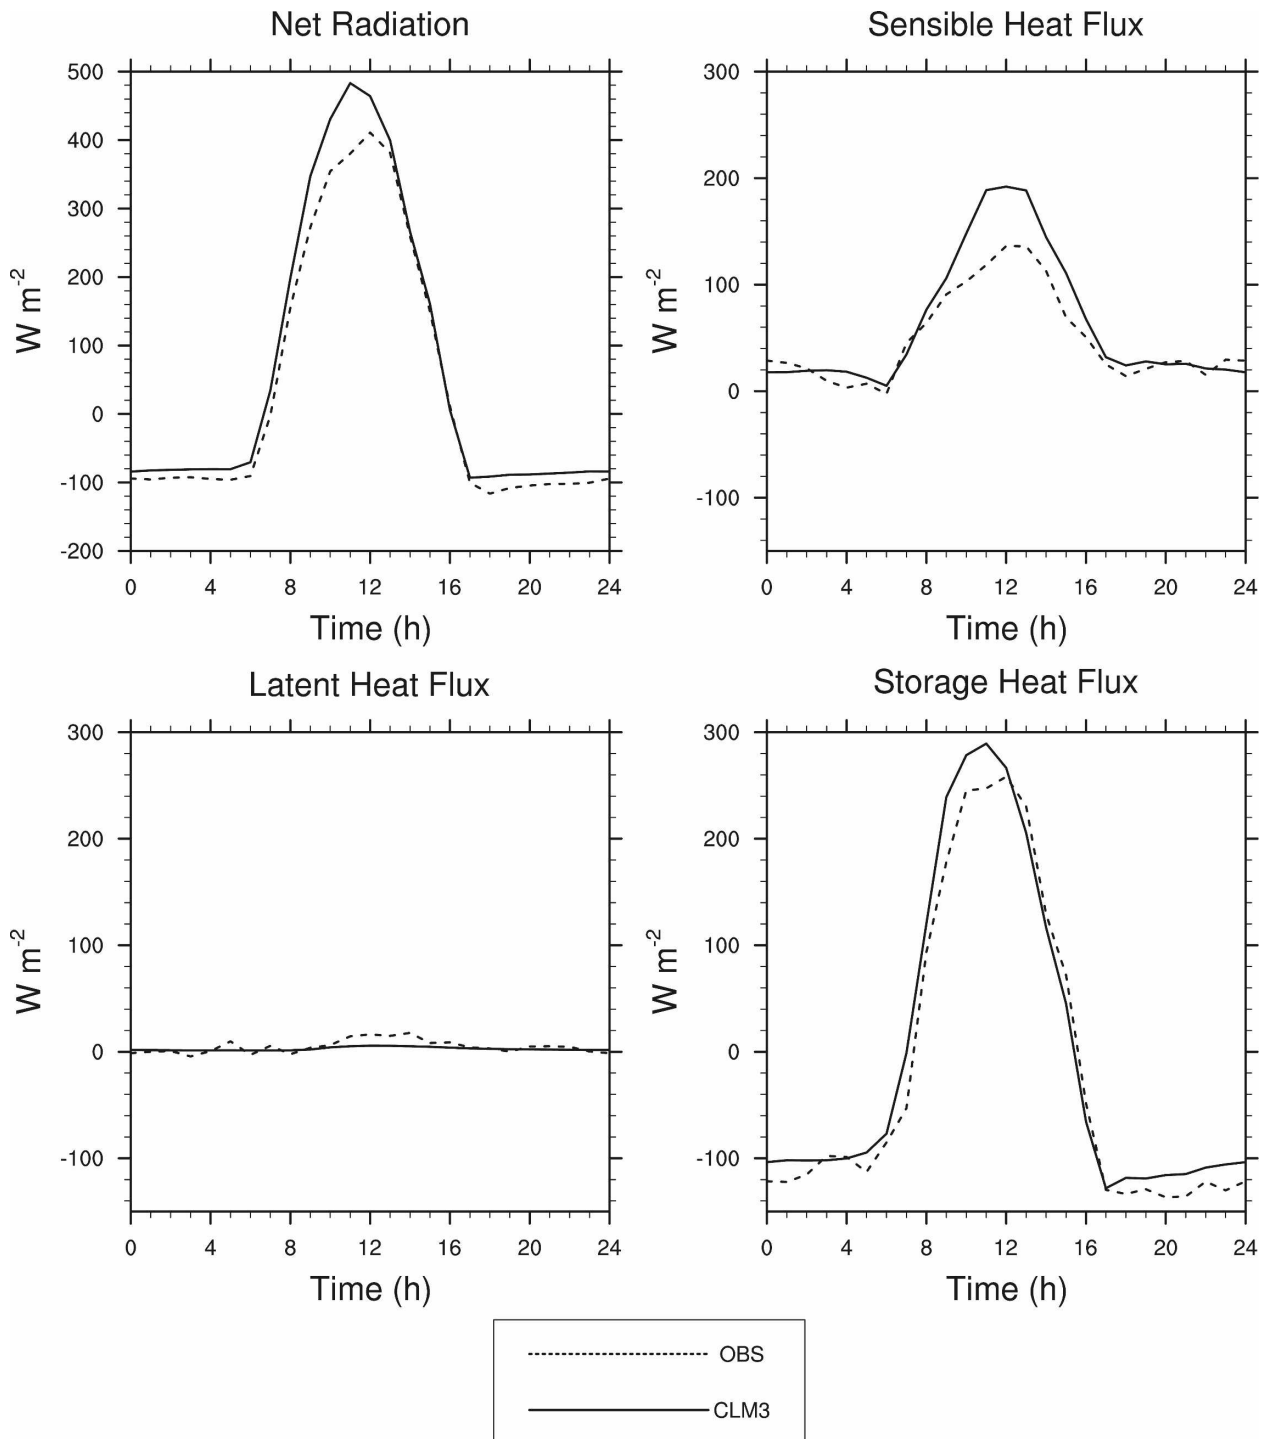 Net Radiation
500
400
300
200
100
0
-100
-200
W m-2
0 4 8 12 16 20 24
Time (h)
Sensible Heat Flux
300
200
100
0
-100
W m-2
0 4 8 12 16 20 24
Time (h)
Latent Heat Flux
300
200
100
0
-100
W m-2
0 4 8 12 16 20 24
Time (h)
Storage Heat Flux
300
200
100
0
-100
W m-2
0 4 8 12 16 20 24
Time (h)
OBS
CLM3